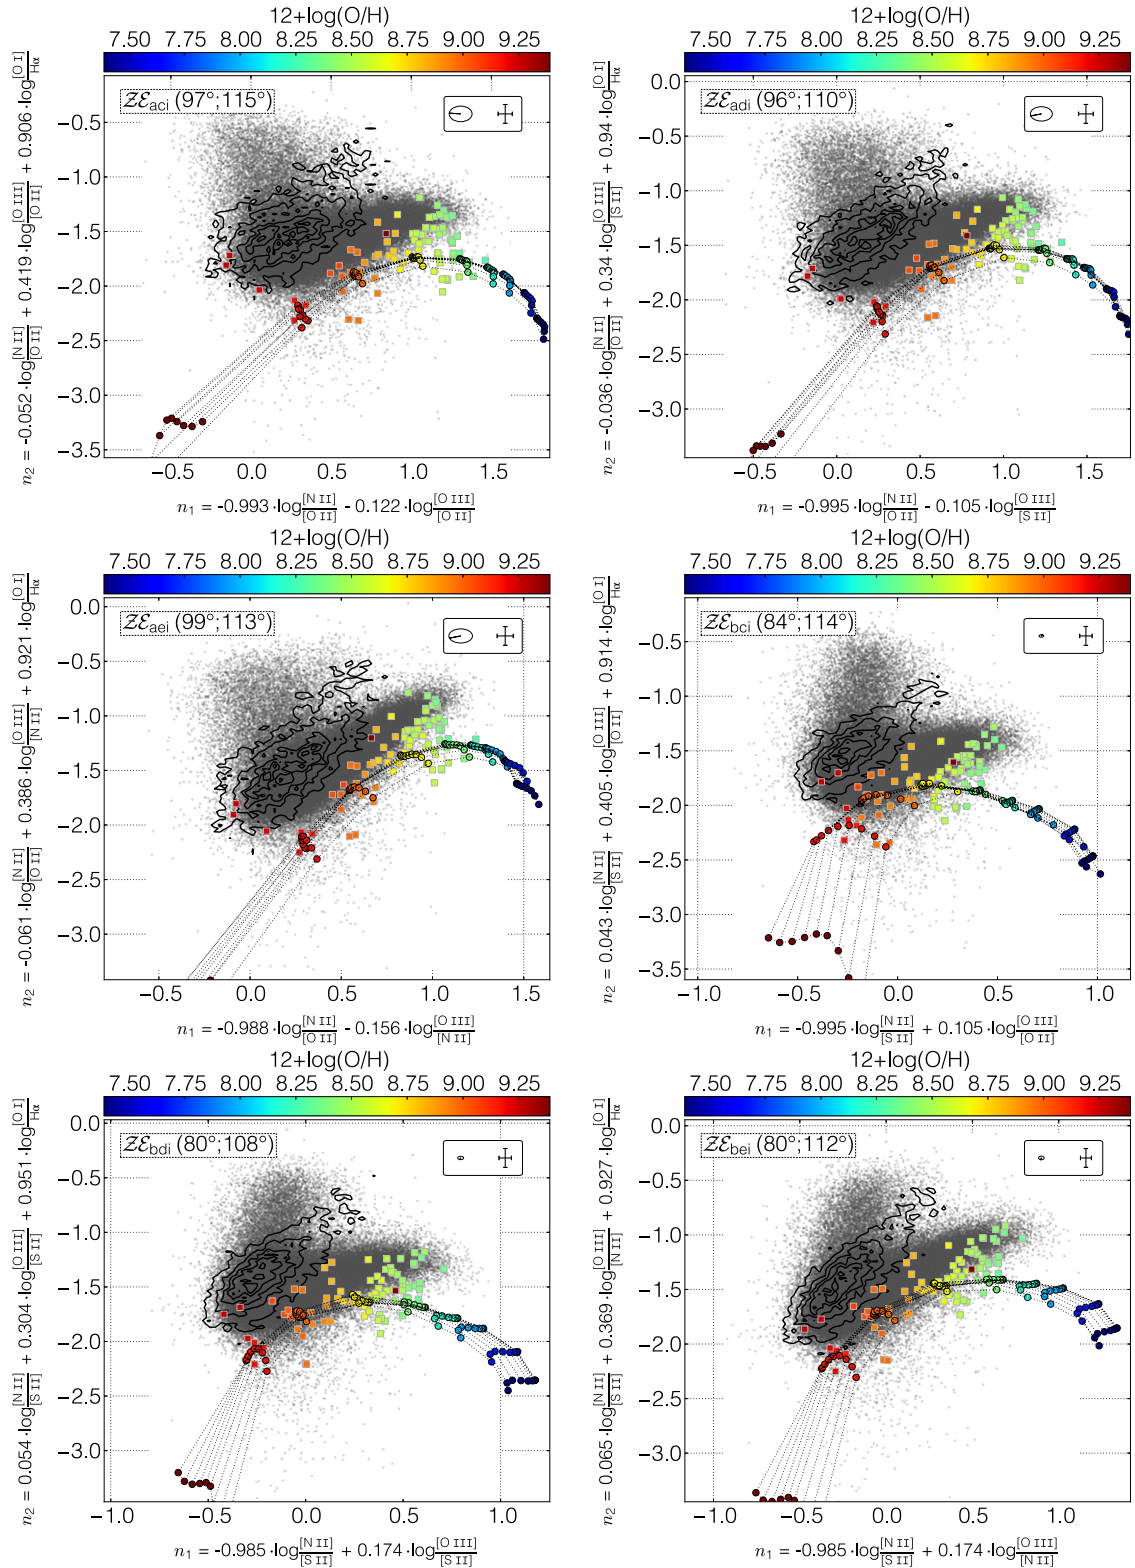 12+log(O/H)
7.50 7.75 8.00 8.25 8.50 8.75 9.00 9.25
ZE_aci (97°;115°)
−0.5
−1.0
−1.5
−2.0
−2.5
−3.0
−3.5
−0.5 0.0 0.5 1.0 1.5
n₂ = -0.052·log[N II]/[O II] + 0.419·log[O III]/[O II] + 0.906·log[O I]/Hα
n₁ = -0.993·log[N II]/[O II] - 0.122·log[O III]/[O II]
12+log(O/H)
7.50 7.75 8.00 8.25 8.50 8.75 9.00 9.25
ZE_adi (96°;110°)
0.0
−0.5
−1.0
−1.5
−2.0
−2.5
−3.0
−0.5 0.0 0.5 1.0 1.5
n₂ = -0.036·log[N II]/[O II] + 0.34·log[O III]/[S II] + 0.94·log[O I]/Hα
n₁ = -0.995·log[N II]/[O II] - 0.105·log[O III]/[S II]
12+log(O/H)
7.50 7.75 8.00 8.25 8.50 8.75 9.00 9.25
ZE_aei (99°;113°)
0.0
−0.5
−1.0
−1.5
−2.0
−2.5
−3.0
−0.5 0.0 0.5 1.0 1.5
n₂ = -0.061·log[N II]/[O II] + 0.386·log[O III]/[N II] + 0.921·log[O I]/Hα
n₁ = -0.988·log[N II]/[O II] - 0.156·log[O III]/[N II]
12+log(O/H)
7.50 7.75 8.00 8.25 8.50 8.75 9.00 9.25
ZE_bci (84°;114°)
0.0
−0.5
−1.0
−1.5
−2.0
−2.5
−3.0
−3.5
−1.0 −0.5 0.0 0.5 1.0
n₂ = 0.043·log[N II]/[S II] + 0.405·log[O III]/[O II] + 0.914·log[O I]/Hα
n₁ = -0.995·log[N II]/[S II] + 0.105·log[O III]/[O II]
12+log(O/H)
7.50 7.75 8.00 8.25 8.50 8.75 9.00 9.25
ZE_bdi (80°;108°)
0.0
−0.5
−1.0
−1.5
−2.0
−2.5
−3.0
−1.0 −0.5 0.0 0.5 1.0
n₂ = 0.054·log[N II]/[S II] + 0.304·log[O III]/[S II] + 0.951·log[O I]/Hα
n₁ = -0.985·log[N II]/[S II] + 0.174·log[O III]/[S II]
12+log(O/H)
7.50 7.75 8.00 8.25 8.50 8.75 9.00 9.25
ZE_bei (80°;112°)
0.0
−0.5
−1.0
−1.5
−2.0
−2.5
−3.0
−1.0 −0.5 0.0 0.5 1.0
n₂ = 0.065·log[N II]/[S II] + 0.369·log[O III]/[N II] + 0.927·log[O I]/Hα
n₁ = -0.985·log[N II]/[S II] + 0.174·log[O III]/[N II]